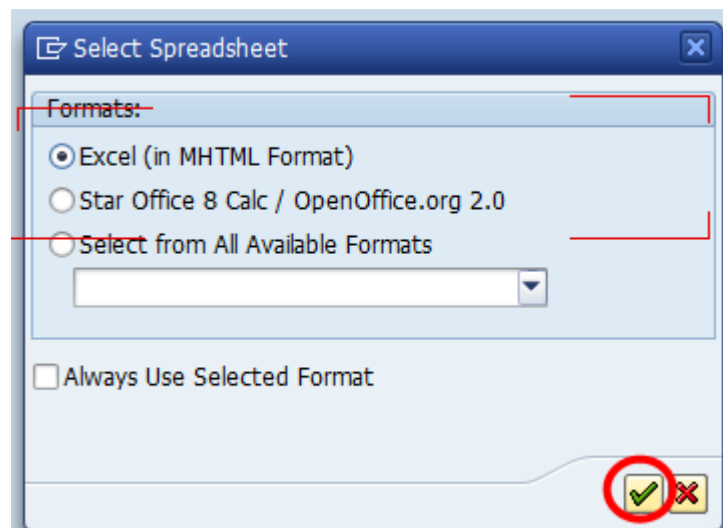 Select Spreadsheet
Formats:
Excel (in MHTML Format)
Star Office 8 Calc / OpenOffice.org 2.0
Select from All Available Formats
Always Use Selected Format